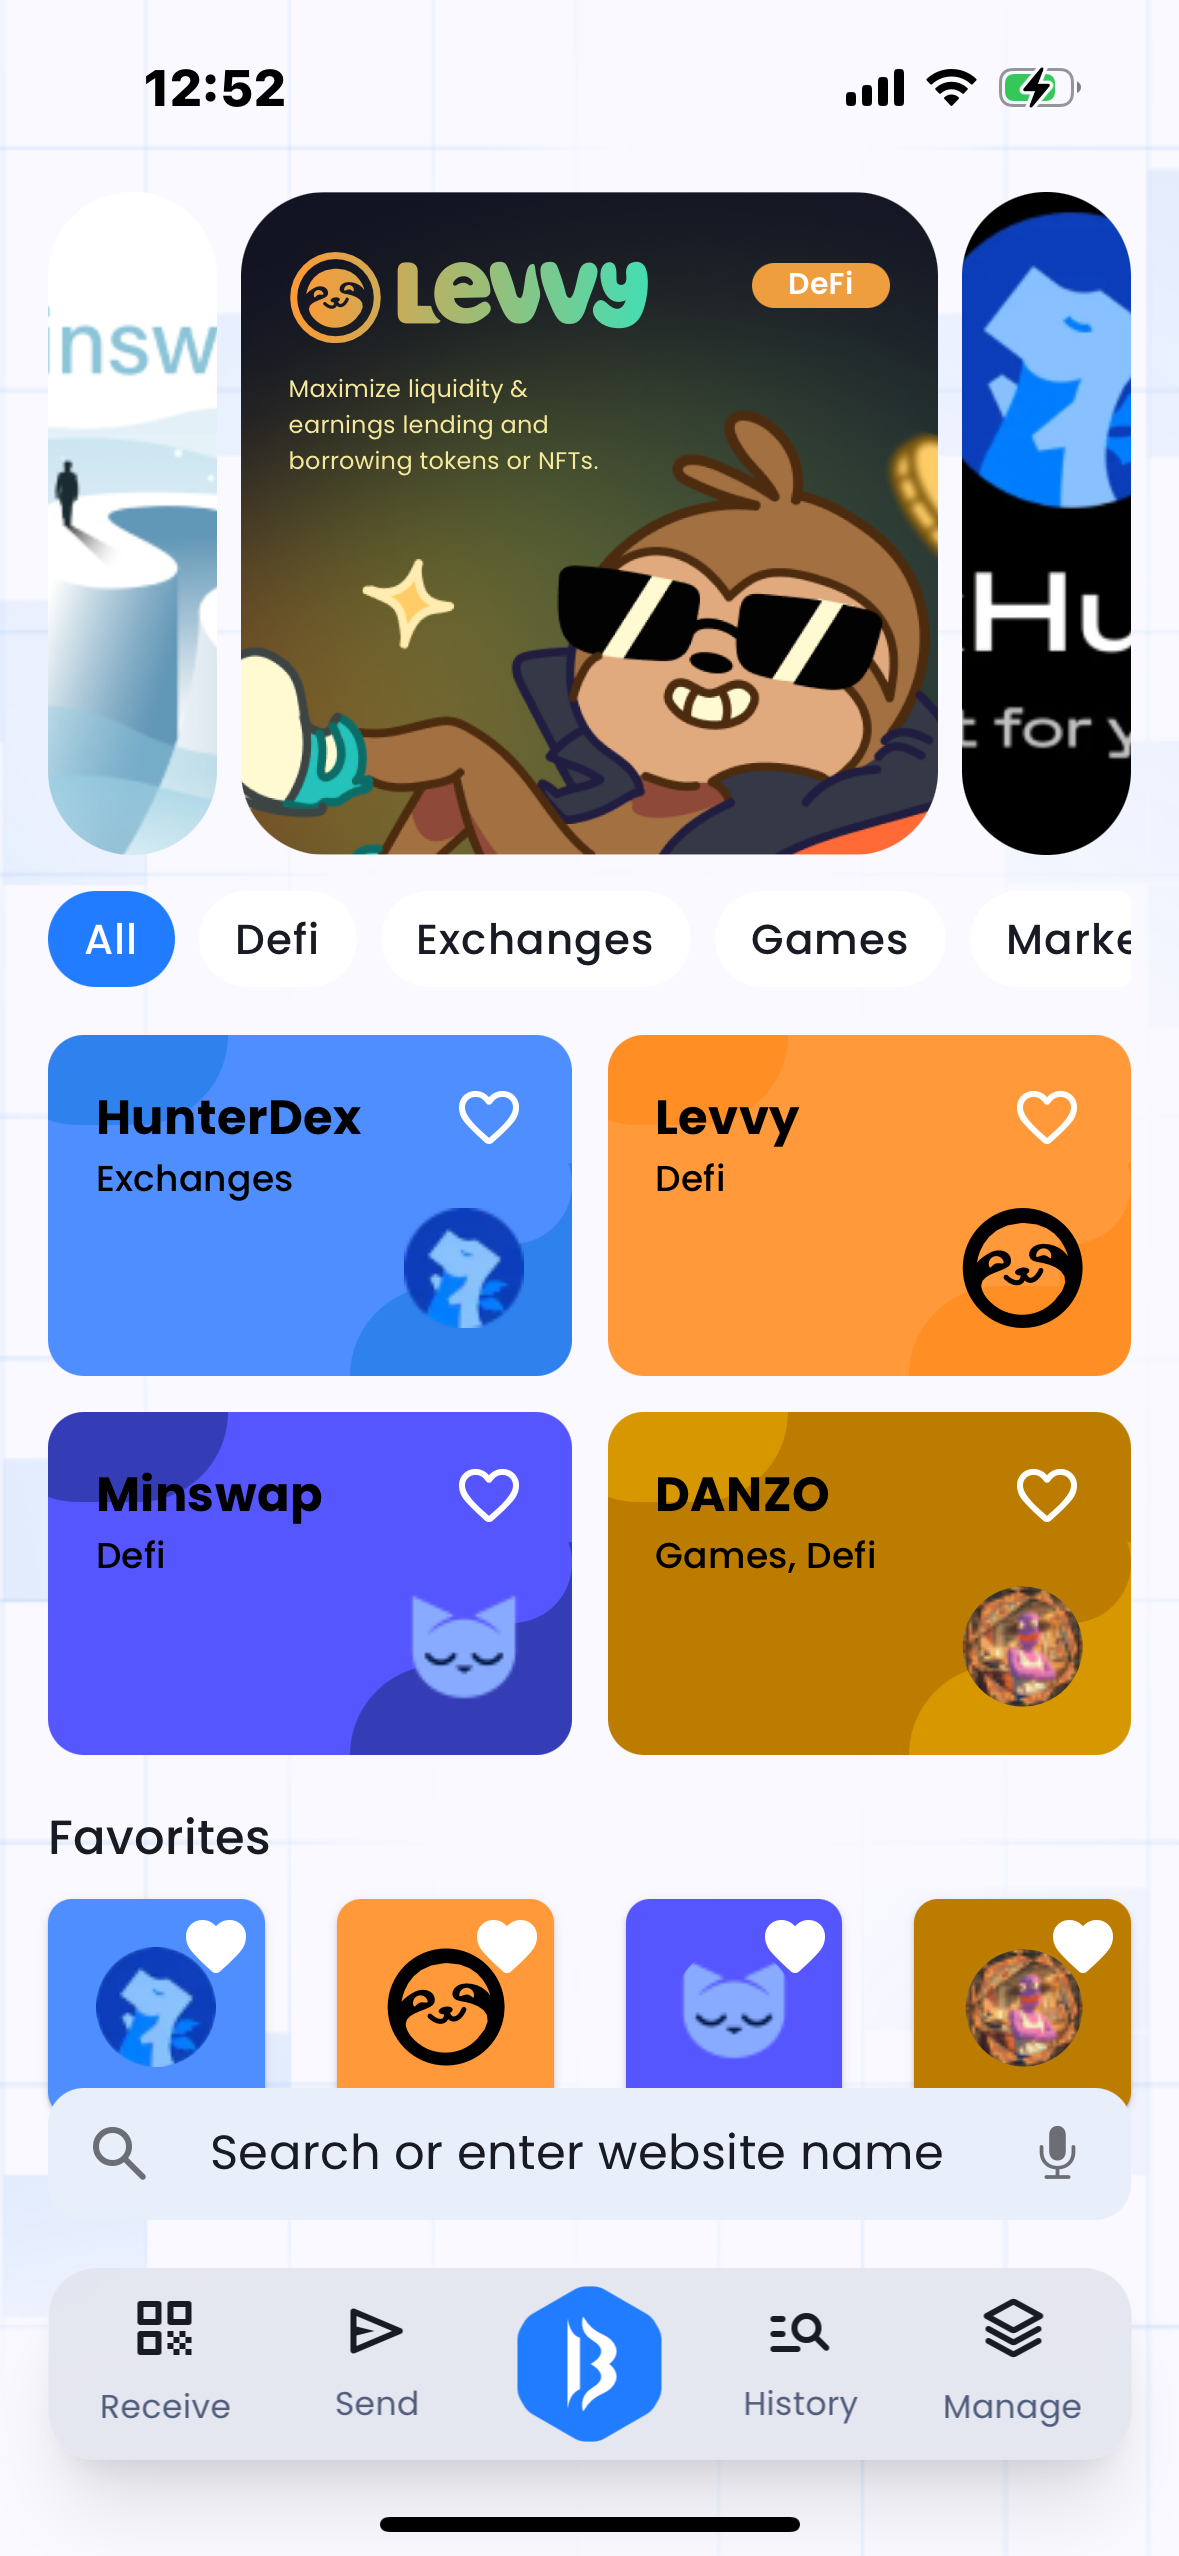 12:52
insw
Levvy
DeFi
Maximize liquidity &
earnings lending and
borrowing tokens or NFTs.
Hu
t for y
All
Defi
Exchanges
Games
Marke
HunterDex
Exchanges
Levvy
Defi
Minswap
Defi
DANZO
Games, Defi
Favorites
Search or enter website name
Receive
Send
History
Manage